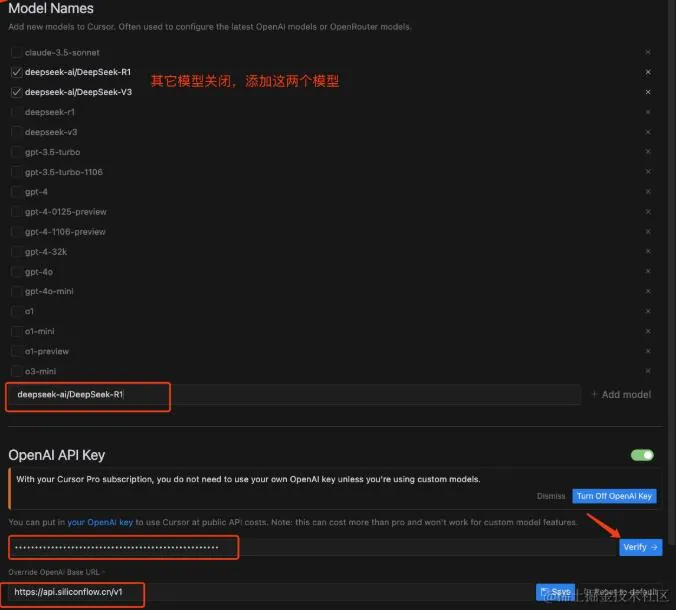 Model Names
Add new models to Cursor. Often used to configure the latest OpenAI models or OpenRouter models.
claude-3.5-sonnet
deepseek-ai/DeepSeek-R1
其它模型关闭，添加这两个模型
deepseek-ai/DeepSeek-V3
deepseek-r1
deepseek-v3
gpt-3.5-turbo
gpt-3.5-turbo-1106
gpt-4
gpt-4-0125-preview
gpt-4-1106-preview
gpt-4-32k
gpt-4o
gpt-4o-mini
o1
o1-mini
o1-preview
o3-mini
deepseek-ai/DeepSeek-R1
+ Add model
OpenAI API Key
With your Cursor Pro subscription, you do not need to use your own OpenAI key unless you're using custom models.
Dismiss Turn Off OpenAI Key
You can put in your OpenAI key to use Cursor at public API costs. Note: this can cost more than pro and won't work for custom model features.
Verify →
Override OpenAI Base URL
https://api.siliconflow.cn/v1
Save Reset to default
@稀土掘金技术社区